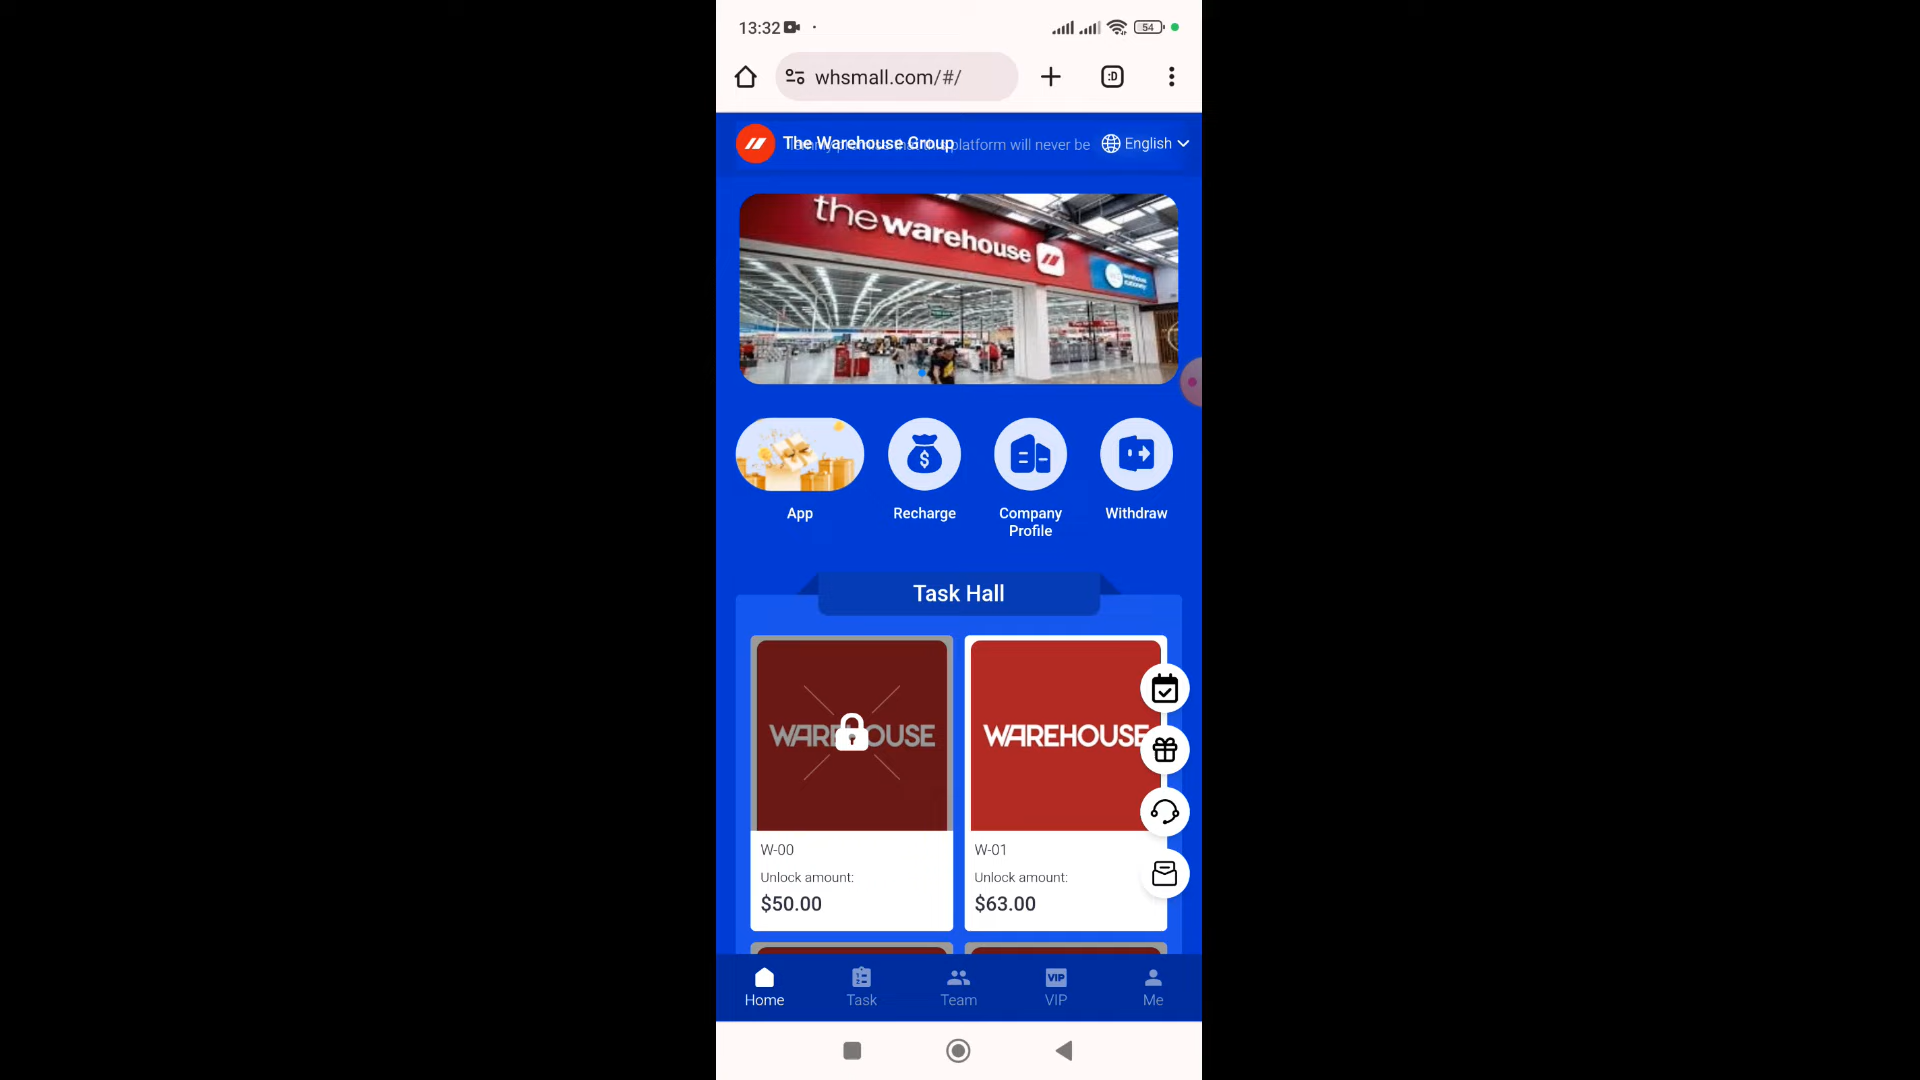 13:32
54
whsmall.com/#/
:D
The Warehouse Group
platform will never be
English
the warehouse
App
Recharge
Company
Profile
Withdraw
Task Hall
WAREHOUSE
WAREHOUSE
W-00
Unlock amount:
$50.00
W-01
Unlock amount:
$63.00
Home
Task
Team
VIP
VIP
Me